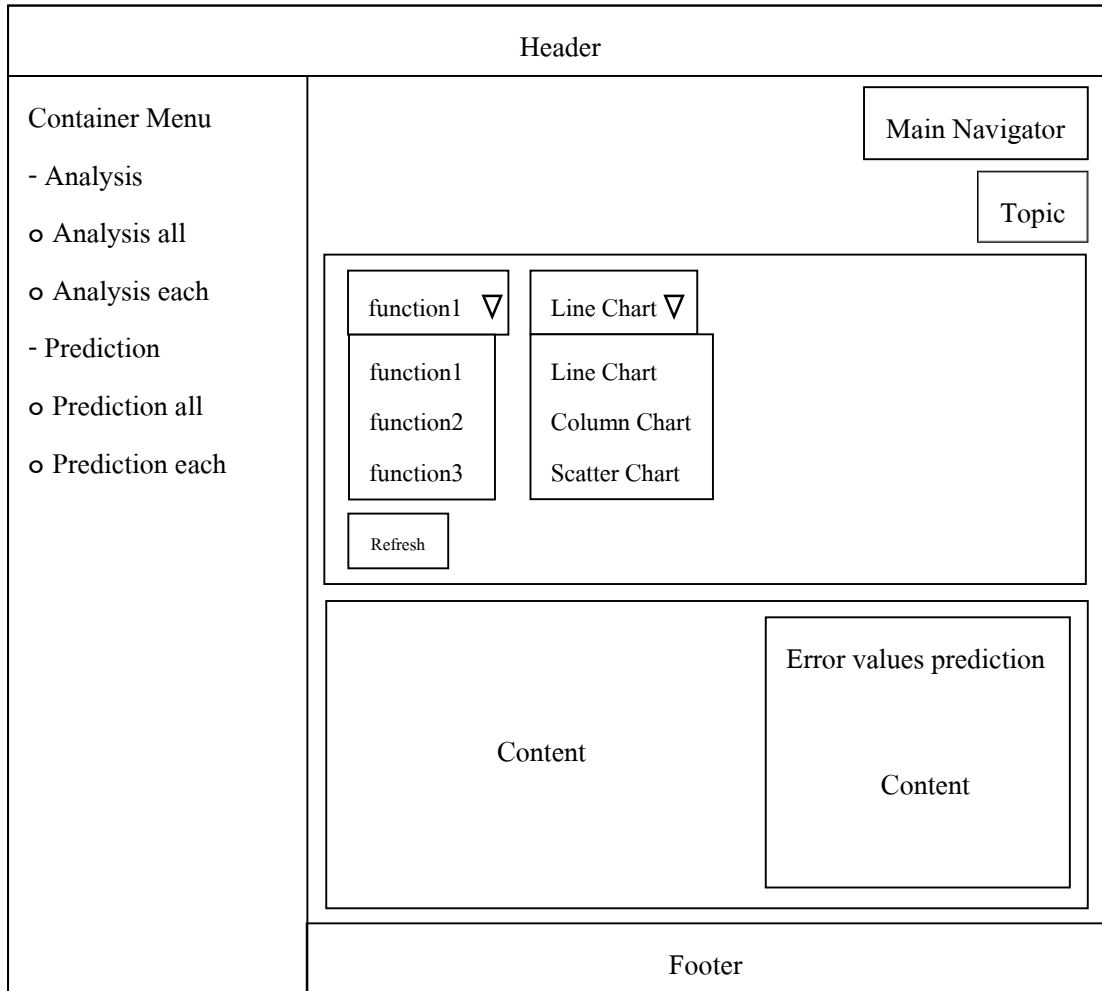 Header
Container Menu
- Analysis
o Analysis all
o Analysis each
- Prediction
o Prediction all
o Prediction each
Main Navigator
Topic
function1 Line Chart
function1
function2
function3
Line Chart
Column Chart
Scatter Chart
Refresh
Content
Error values prediction
Content
Footer